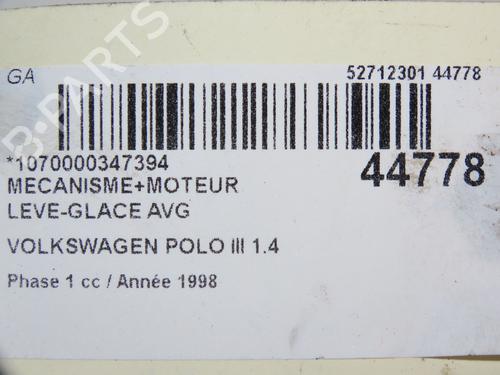 GA
52712301 44778
*1070000347394
44778
MECANISME+MOTEUR
LEVE-GLACE AVG
VOLKSWAGEN POLO III 1.4
Phase 1 cc / Année 1998
B-PARTS